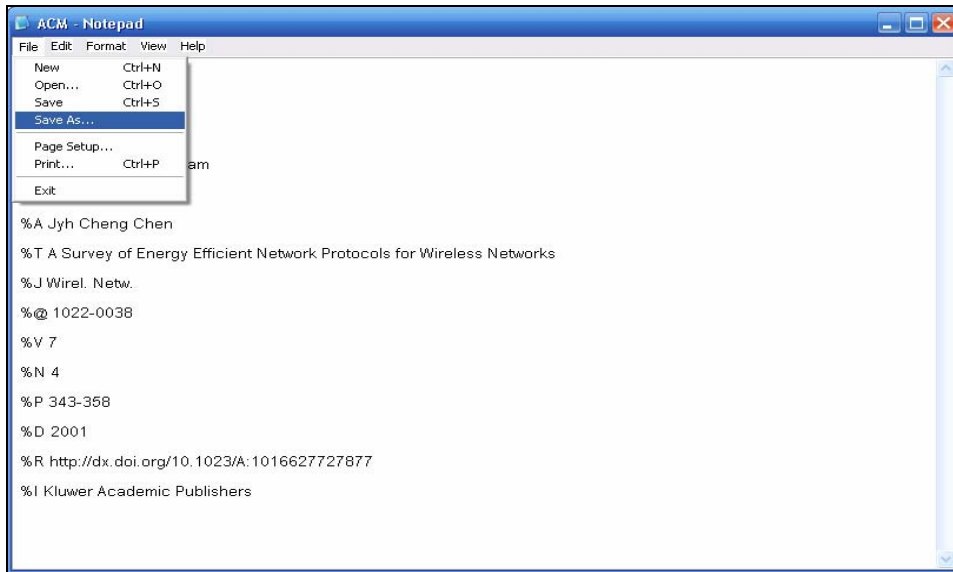 ACM - Notepad
File Edit Format View Help
New Ctrl+N
Open... Ctrl+O
Save Ctrl+S
Save As...
Page Setup...
Print... Ctrl+P
am
Exit
%A Jyh Cheng Chen
%T A Survey of Energy Efficient Network Protocols for Wireless Networks
%J Wirel. Netw.
%@ 1022-0038
%V 7
%N 4
%P 343-358
%D 2001
%R http://dx.doi.org/10.1023/A:1016627727877
%I Kluwer Academic Publishers